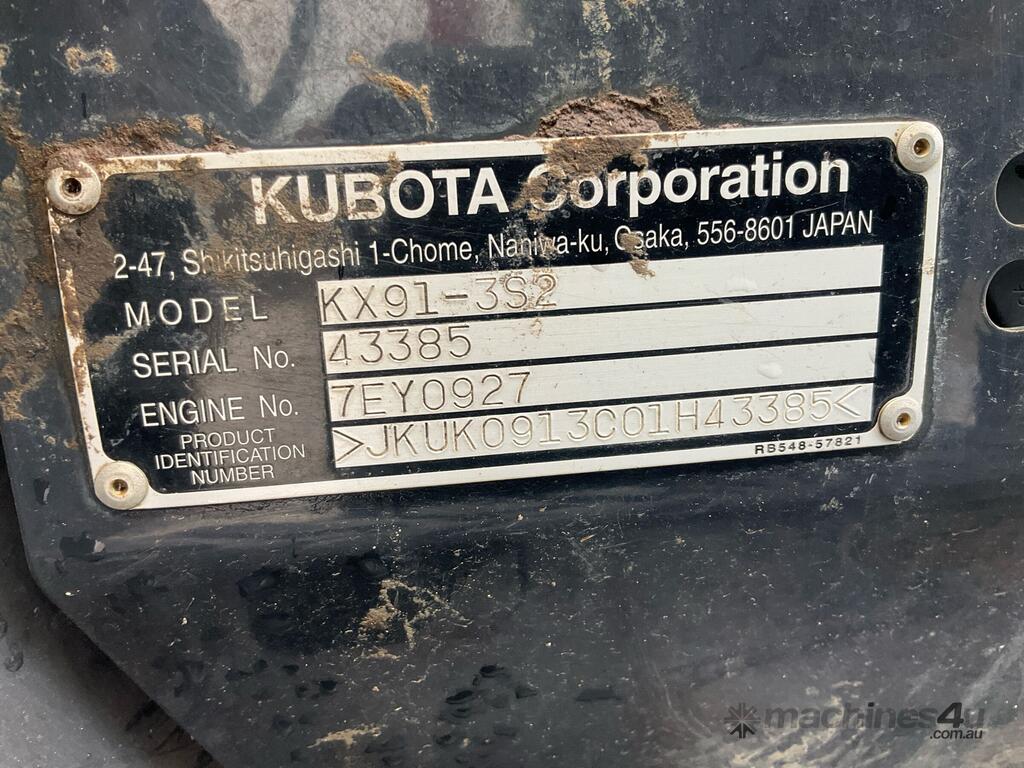 KUBOTA Corporation
2-47, Shikitsuhigashi 1-Chome, Naniwa-ku, Osaka, 556-8601 JAPAN
MODEL KX91-3S2
SERIAL No. 43385
ENGINE No. 7EY0927
PRODUCT
IDENTIFICATION
NUMBER >JKUK0913C01H43385<
RB548-57821
machines4u
.com.au